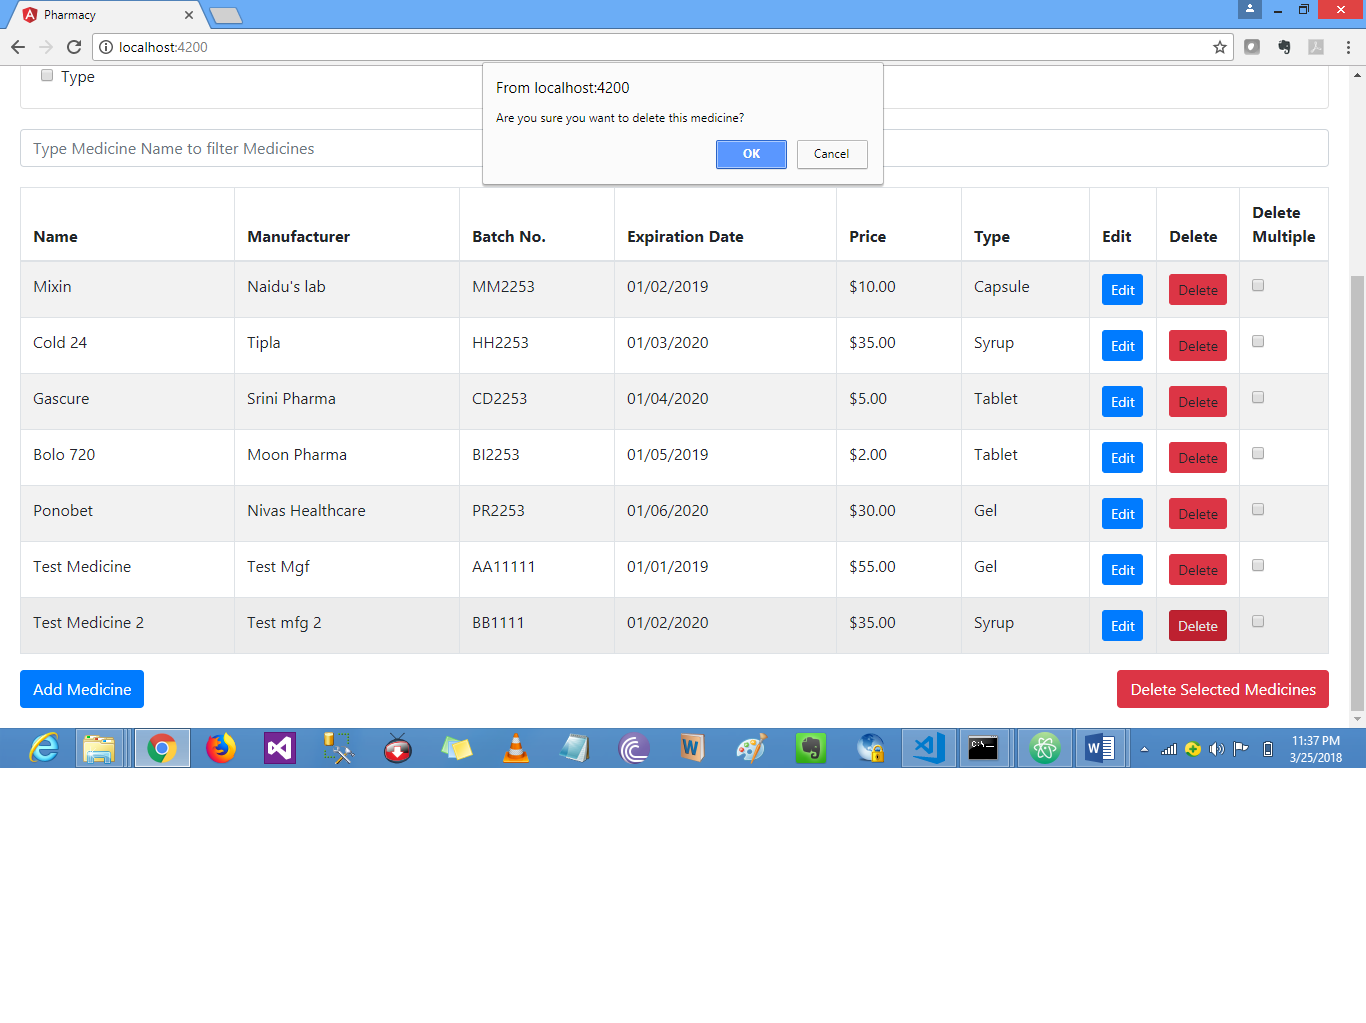 Pharmacy
localhost:4200
Type
From localhost:4200
Are you sure you want to delete this medicine?
OK Cancel
Type Medicine Name to filter Medicines
Name Manufacturer Batch No. Expiration Date Price Type Edit Delete Delete Multiple
Mixin Naidu's lab MM2253 01/02/2019 $10.00 Capsule Edit Delete
Cold 24 Tipla HH2253 01/03/2020 $35.00 Syrup Edit Delete
Gascure Srini Pharma CD2253 01/04/2020 $5.00 Tablet Edit Delete
Bolo 720 Moon Pharma BI2253 01/05/2019 $2.00 Tablet Edit Delete
Ponobet Nivas Healthcare PR2253 01/06/2020 $30.00 Gel Edit Delete
Test Medicine Test Mgf AA11111 01/01/2019 $55.00 Gel Edit Delete
Test Medicine 2 Test mfg 2 BB1111 01/02/2020 $35.00 Syrup Edit Delete
Add Medicine Delete Selected Medicines
11:37 PM
3/25/2018